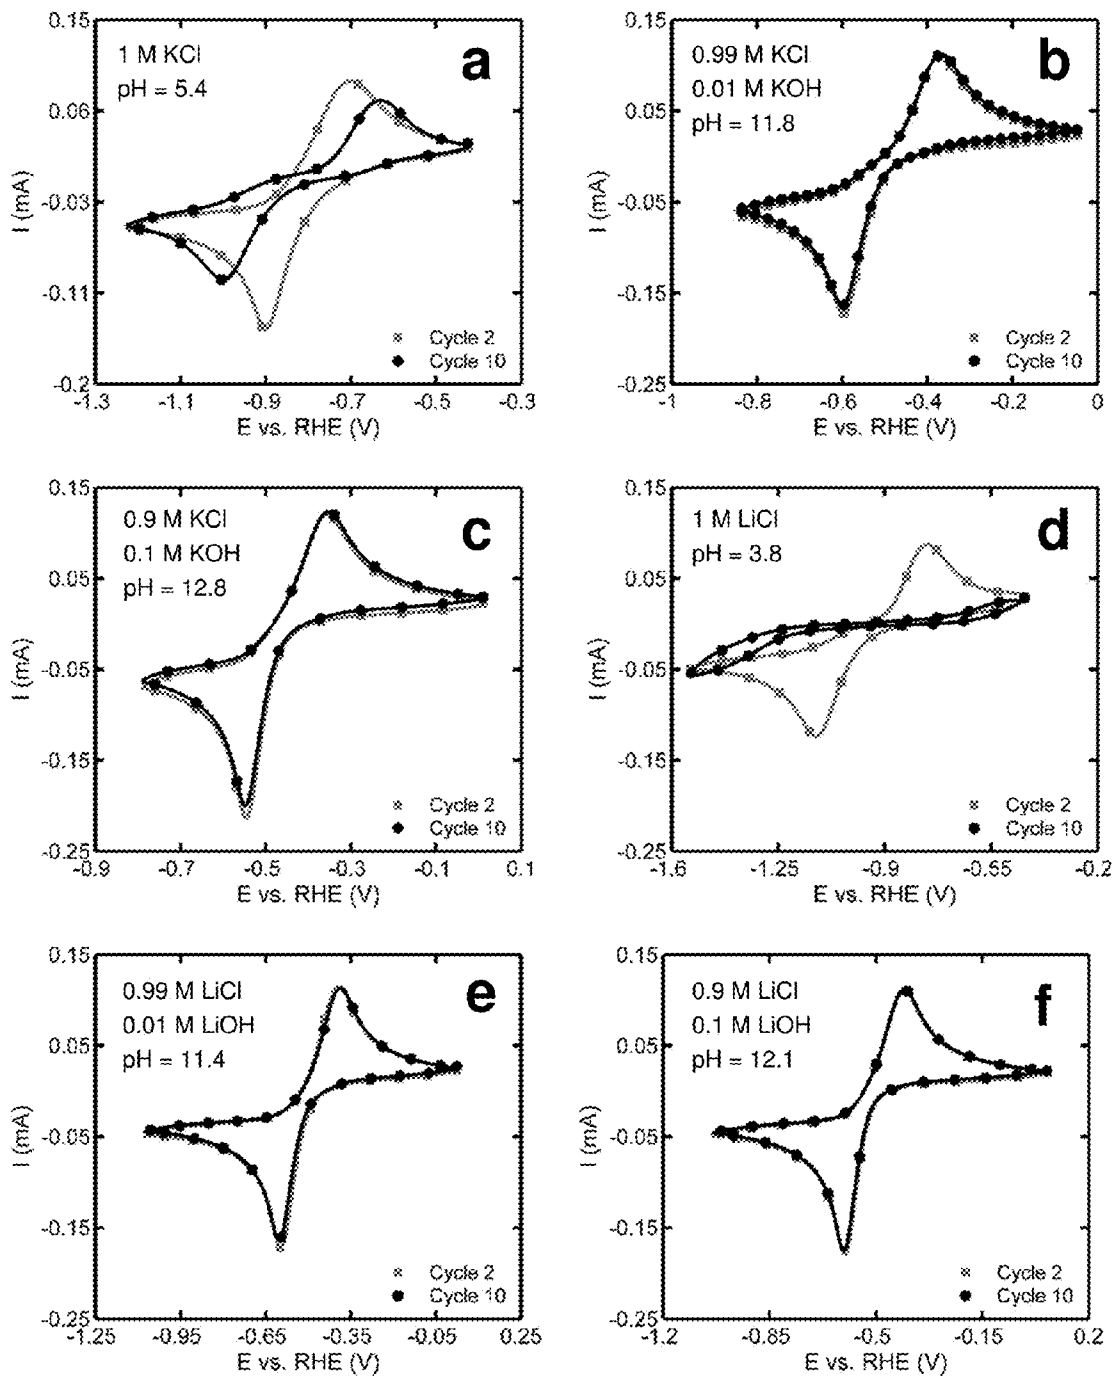 0.15
1 M KCl
a
pH = 5.4
0.06
-0.03
I (mA)
-0.11
Cycle 2
Cycle 10
-0.2
-1.3 -1.1 -0.9 -0.7 -0.5 -0.3
E vs. RHE (V)
0.15
0.99 M KCl
b
0.01 M KOH
0.05
pH = 11.8
-0.05
I (mA)
-0.15
Cycle 2
Cycle 10
-0.25
-1 -0.8 -0.6 -0.4 -0.2 0
E vs. RHE (V)
0.15
0.9 M KCl
c
0.1 M KOH
0.05
pH = 12.8
-0.05
I (mA)
-0.15
Cycle 2
Cycle 10
-0.25
-0.9 -0.7 -0.5 -0.3 -0.1 0.1
E vs. RHE (V)
0.15
1 M LiCl
d
pH = 3.8
0.05
-0.05
I (mA)
-0.15
Cycle 2
Cycle 10
-0.25
-1.6 -1.25 -0.9 -0.55 -0.2
E vs. RHE (V)
0.15
0.99 M LiCl
e
0.01 M LiOH
0.05
pH = 11.4
-0.05
I (mA)
-0.15
Cycle 2
Cycle 10
-0.25
-1.25 -0.95 -0.65 -0.35 -0.05 0.25
E vs. RHE (V)
0.15
0.9 M LiCl
f
0.1 M LiOH
0.05
pH = 12.1
-0.05
I (mA)
-0.15
Cycle 2
Cycle 10
-0.25
-1.2 -0.85 -0.5 -0.15 0.2
E vs. RHE (V)